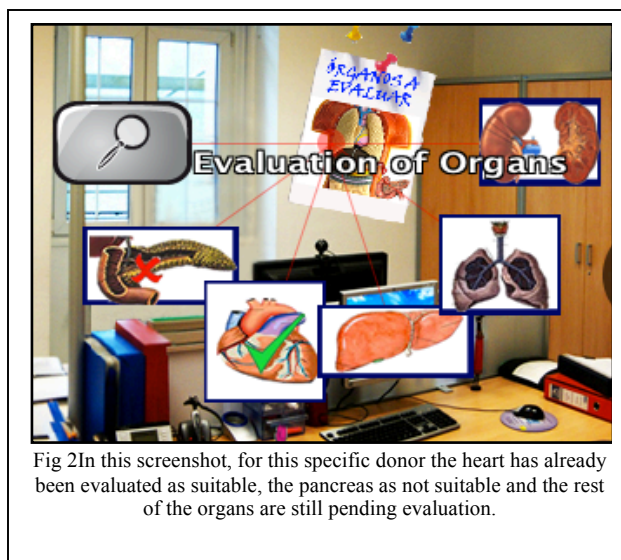 ÓRGANOS A
EVALUAR
Evaluation of Organs
Fig 2In this screenshot, for this specific donor the heart has already
been evaluated as suitable, the pancreas as not suitable and the rest
of the organs are still pending evaluation.